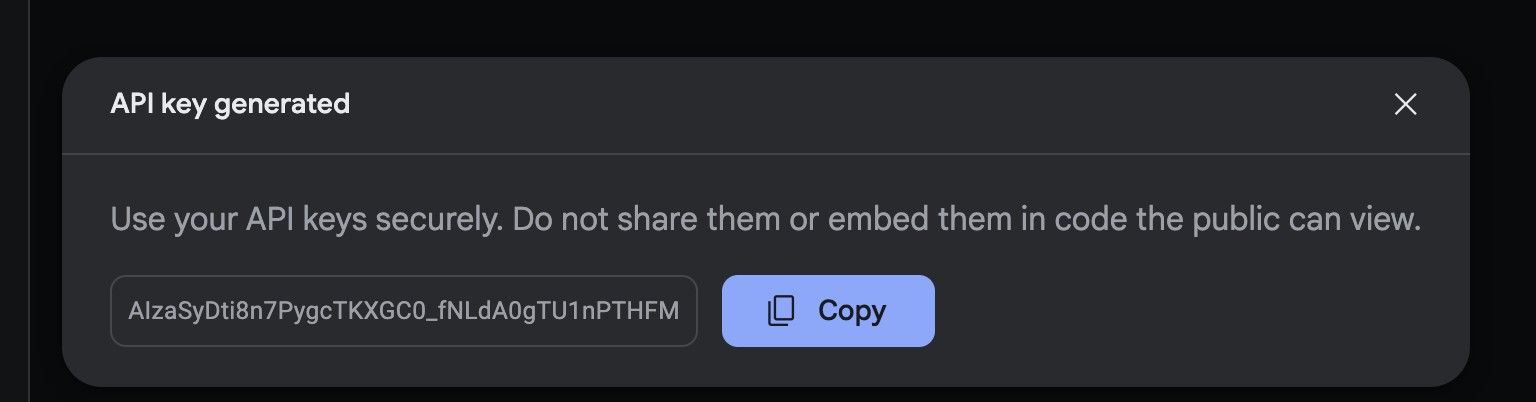 API key generated
Use your API keys securely. Do not share them or embed them in code the public can view.
AIzaSyDti8n7PygcTKXGC0_fNLdA0gTU1nPTHFM
Copy